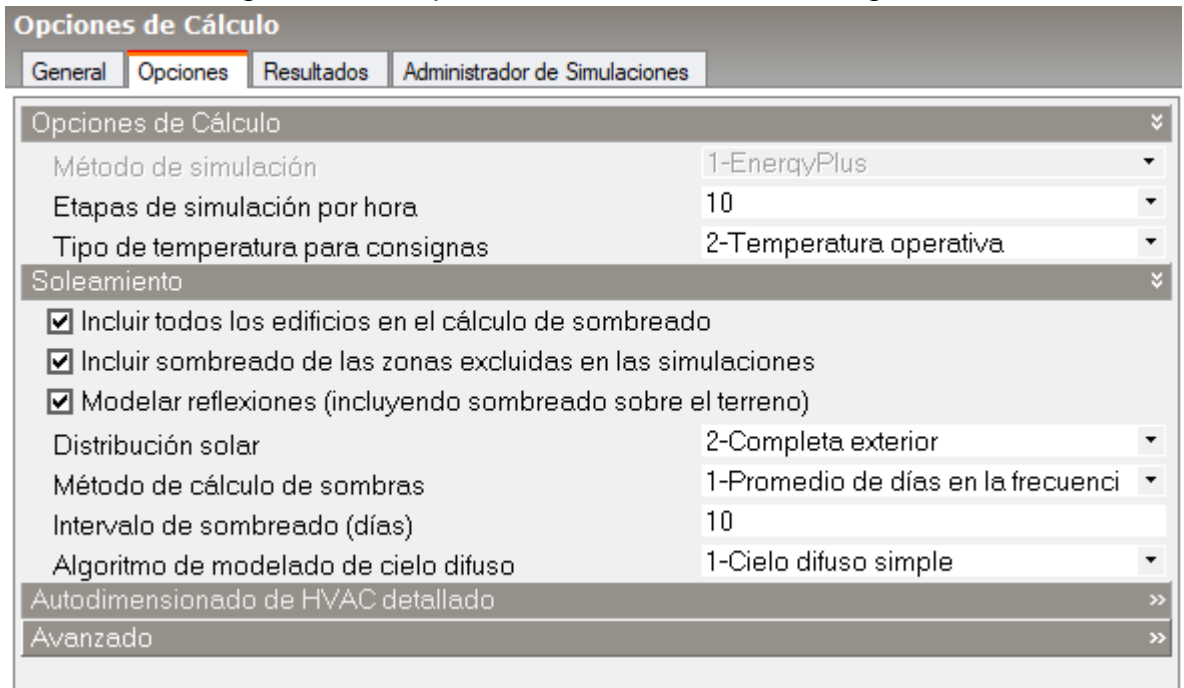 Opciones de Cálculo
General Opciones Resultados Administrador de Simulaciones
Opciones de Cálculo
Método de simulación 1-EnergyPlus
Etapas de simulación por hora 10
Tipo de temperatura para consignas 2-Temperatura operativa
Soleamiento
Incluir todos los edificios en el cálculo de sombreado
Incluir sombreado de las zonas excluidas en las simulaciones
Modelar reflexiones (incluyendo sombreado sobre el terreno)
Distribución solar 2-Completa exterior
Método de cálculo de sombras 1-Promedio de días en la frecuenci
Intervalo de sombreado (días) 10
Algoritmo de modelado de cielo difuso 1-Cielo difuso simple
Autodimensionado de HVAC detallado
Avanzado